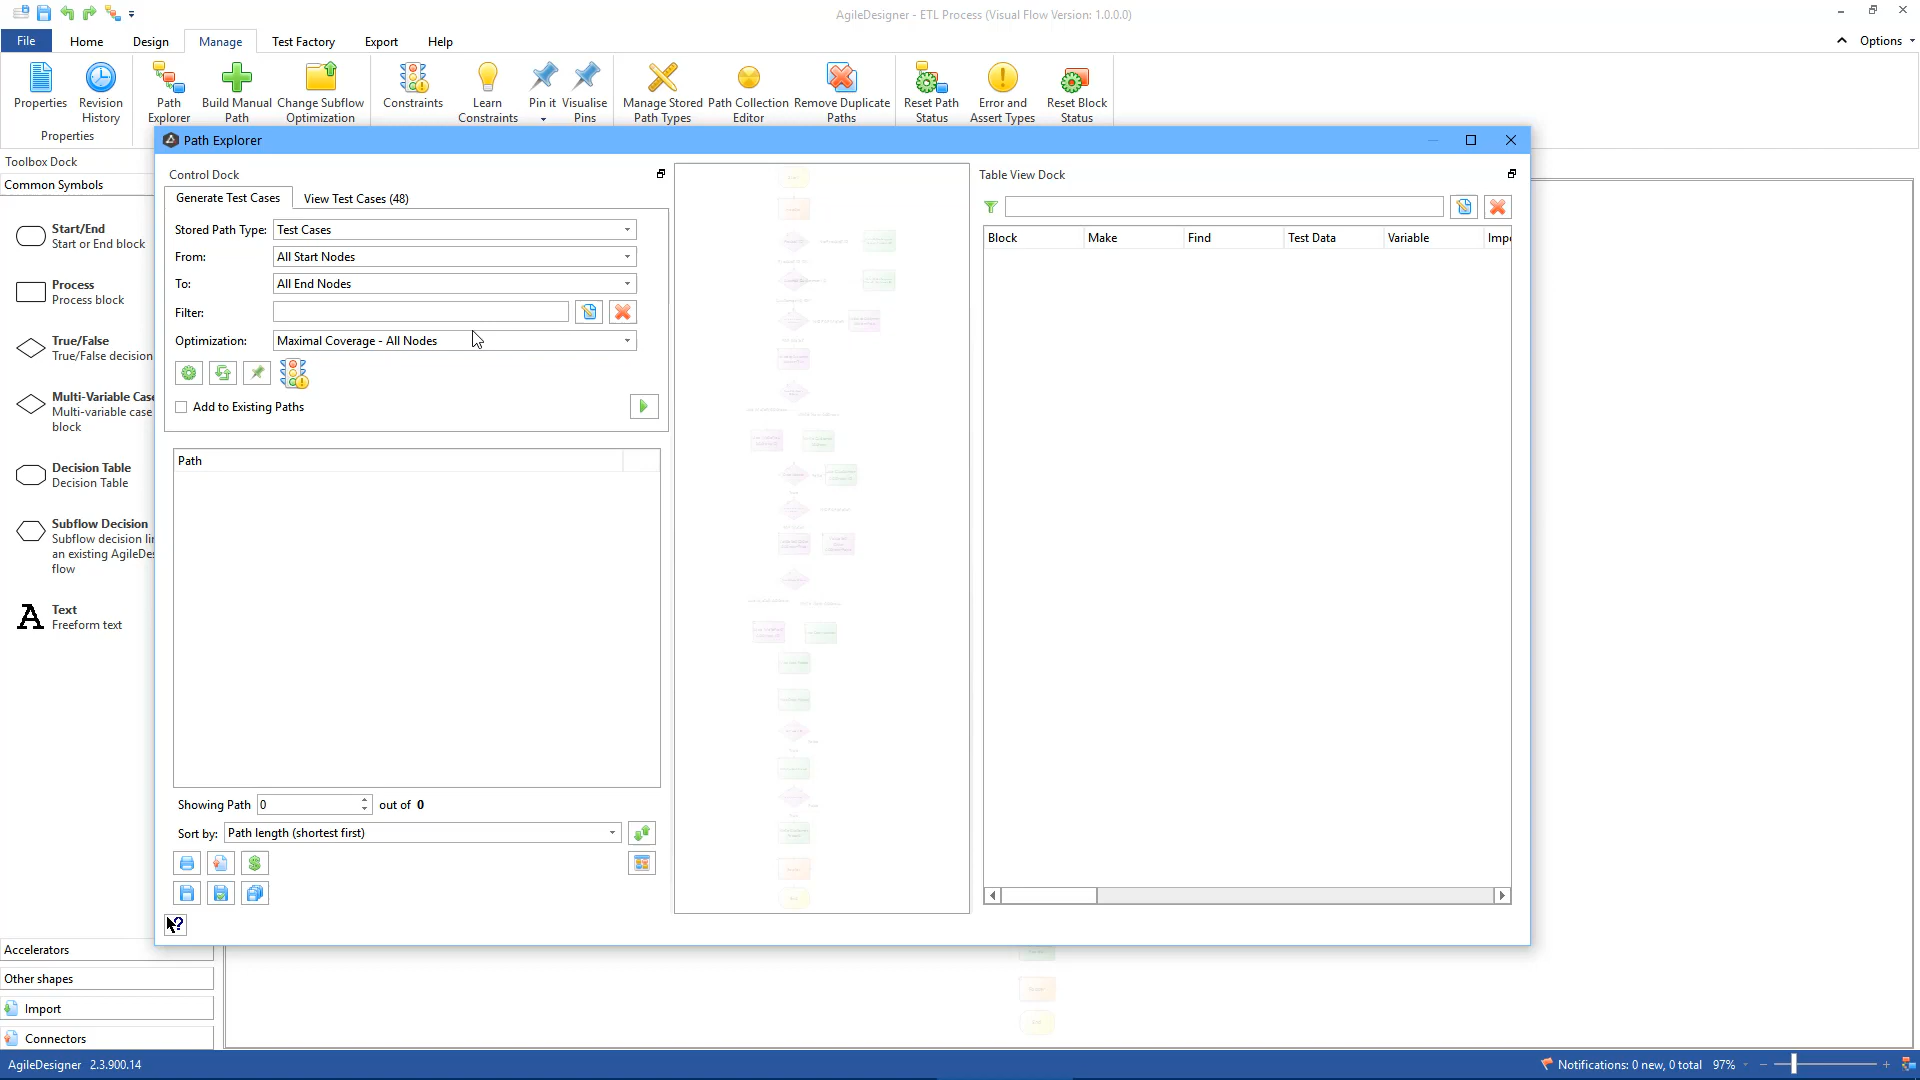 AgileDesigner - ETL Process (Visual Flow Version: 1.0.0.0)
File
Home
Design
Manage
Test Factory
Export
Help
Options
Properties
Revision
History
Path
Explorer
Build Manual
Path
Change Subflow
Optimization
Constraints
Learn
Constraints
Pin it
Visualise
Pins
Manage Stored
Path Types
Path Collection
Editor
Remove Duplicate
Paths
Reset Path
Status
Error and
Assert Types
Reset Block
Status
Properties
Toolbox Dock
Common Symbols
Start/End
Start or End block
Process
Process block
True/False
True/False decision
Multi-Variable Case
Multi-variable case
block
Decision Table
Decision Table
Subflow Decision
Subflow decision lin
an existing AgileDes
flow
Text
Freeform text
Accelerators
Other shapes
Import
Connectors
Path Explorer
Control Dock
Generate Test Cases
View Test Cases (48)
Stored Path Type:
Test Cases
From:
All Start Nodes
To:
All End Nodes
Filter:
Optimization:
Maximal Coverage - All Nodes
Add to Existing Paths
Path
Showing Path
0
out of 0
Sort by:
Path length (shortest first)
Table View Dock
Block
Make
Find
Test Data
Variable
Impo
AgileDesigner 2.3.900.14
Notifications: 0 new, 0 total
97%